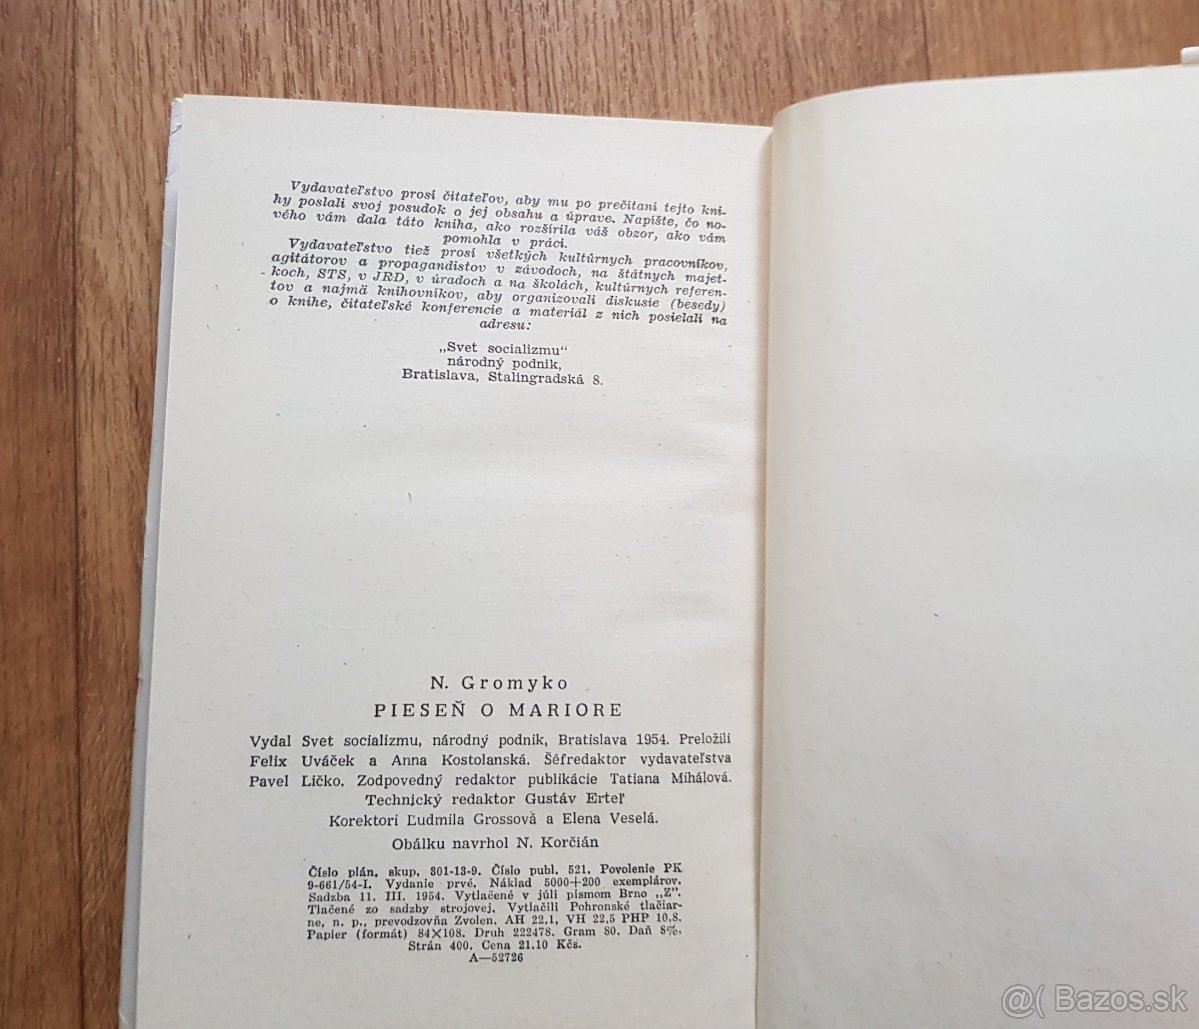 Vydavateľstvo prosí čitateľov, aby mu po prečítaní tejto kni-
hy poslali svoj posudok o jej obsahu a úprave. Napíšte, čo no-
vého vám dala táto kniha, ako rozšírila váš obzor, ako vám
pomohla v práci.
Vydavateľstvo tiež prosí všetkých kultúrnych pracovníkov,
agitátorov a propagandistov v závodoch, na štátnych majet-
koch, STS, v JRD, v úradoch a na školách, kultúrnych referen-
tov a najmä knihovníkov, aby organizovali diskusie (besedy)
o knihe, čitateľské konferencie a materiál z nich posielali na
adresu:
„Svet socializmu“
národný podnik,
Bratislava, Stalingradská 8.
N. Gromyko
PIESEŇ O MARIORE
Vydal Svet socializmu, národný podnik, Bratislava 1954. Preložili
Felix Uváček a Anna Kostolanská. Šéfredaktor vydavateľstva
Pavel Ličko. Zodpovedný redaktor publikácie Tatiana Mihálová.
Technický redaktor Gustáv Erteľ
Korektori Ľudmila Grossová a Elena Veselá.
Obálku navrhol N. Korčián
Číslo plán. skup. 301-13-9. Číslo publ. 521. Povolenie PK
9-661/54-I. Vydanie prvé. Náklad 5000+200 exemplárov.
Sadzba 11. III. 1954. Vytlačené v júli písmom Brno „Z”.
Tlačené zo sadzby strojovej. Vytlačili Pohronské tlačiar-
ne, n. p., prevodzovňa Zvolen. AH 22,1, VH 22,5 PHP 10,8.
Papier (formát) 84×108. Druh 222478. Gram 80. Daň 8%.
Strán 400. Cena 21.10 Kčs.
A—52726
@( Bazos.sk